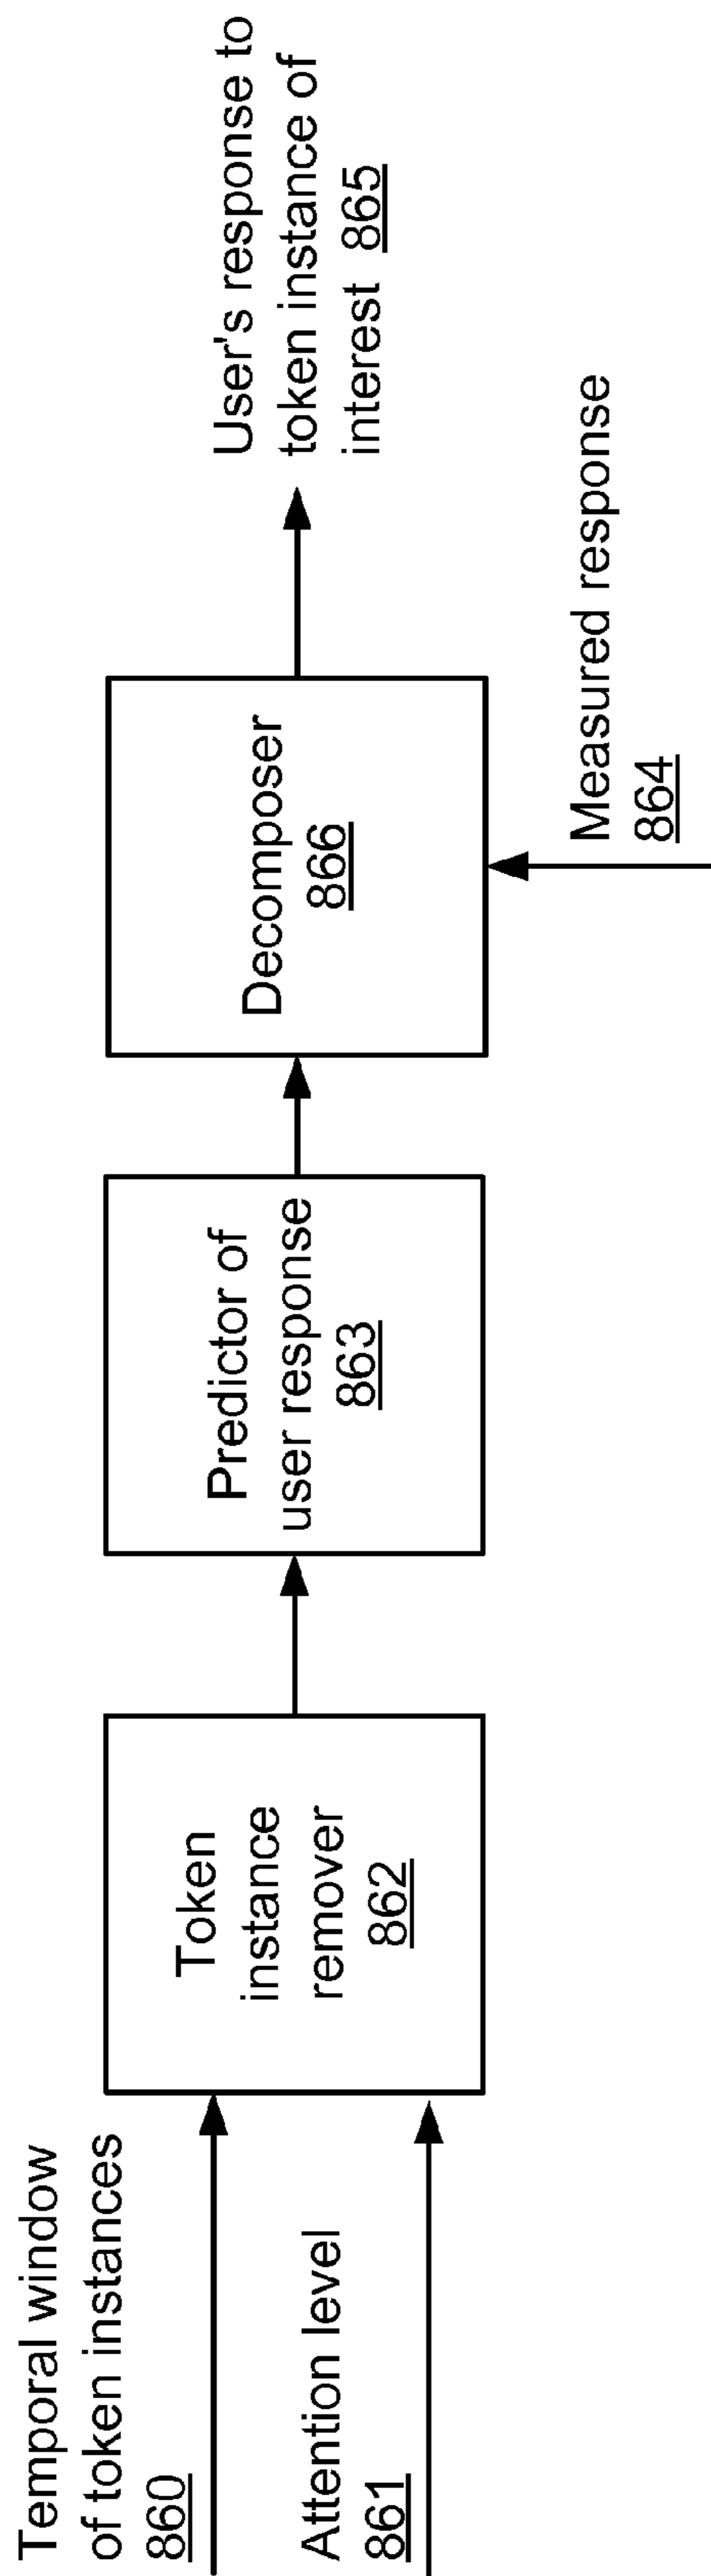 Temporal window
of token instances
860
Attention level
861
Token
instance
remover
862
Predictor of
user response
863
Decomposer
866
Measured response
864
User's response to
token instance of
interest 865